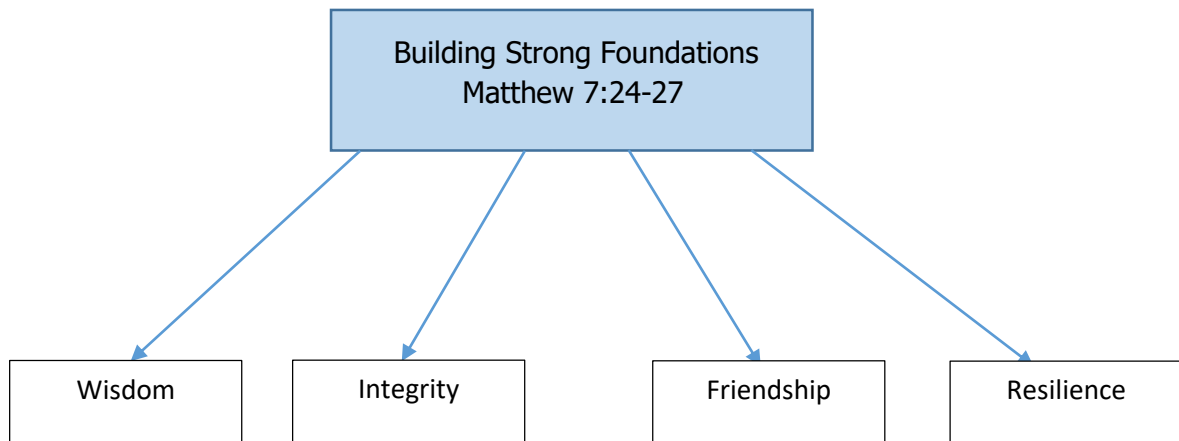 Building Strong Foundations
Matthew 7:24-27
Wisdom
Integrity
Friendship
Resilience